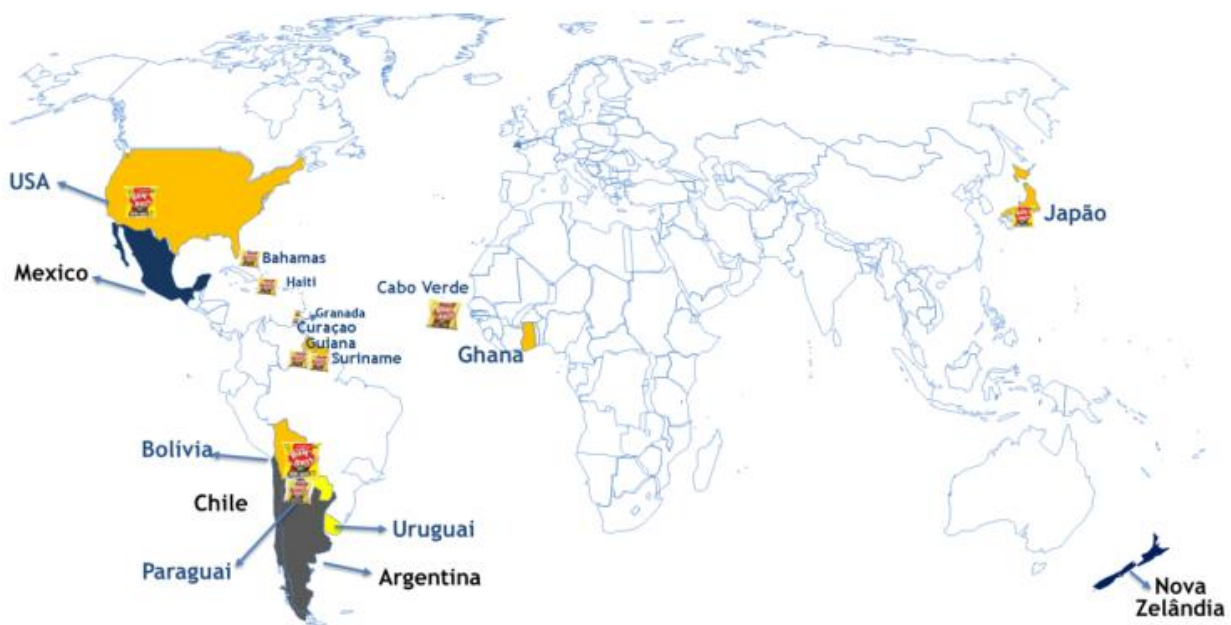 USA
Japão
Bahamas
Mexico
Haiti
Cabo Verde
Granada
Curaçao
Guiana
Ghana
Suriname
Bolívia
Chile
Uruguai
Paraguai
Argentina
Nova
Zelândia